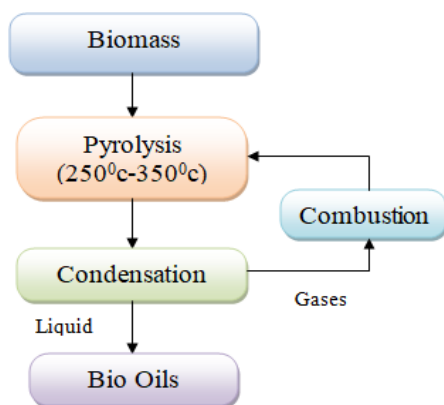 Biomass
Pyrolysis
(250⁰c-350⁰c)
Combustion
Condensation
Gases
Liquid
Bio Oils